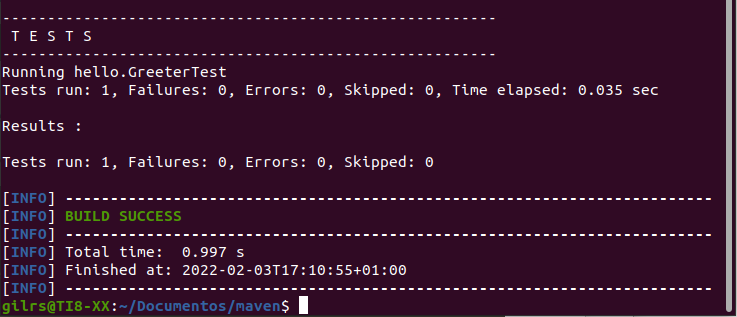 -------------------------------------------------------
 T E S T S
-------------------------------------------------------
Running hello.GreeterTest
Tests run: 1, Failures: 0, Errors: 0, Skipped: 0, Time elapsed: 0.035 sec

Results :

Tests run: 1, Failures: 0, Errors: 0, Skipped: 0

[INFO] ------------------------------------------------------------------------
[INFO] BUILD SUCCESS
[INFO] ------------------------------------------------------------------------
[INFO] Total time:  0.997 s
[INFO] Finished at: 2022-02-03T17:10:55+01:00
[INFO] ------------------------------------------------------------------------
gilrs@TI8-XX:~/Documentos/maven$